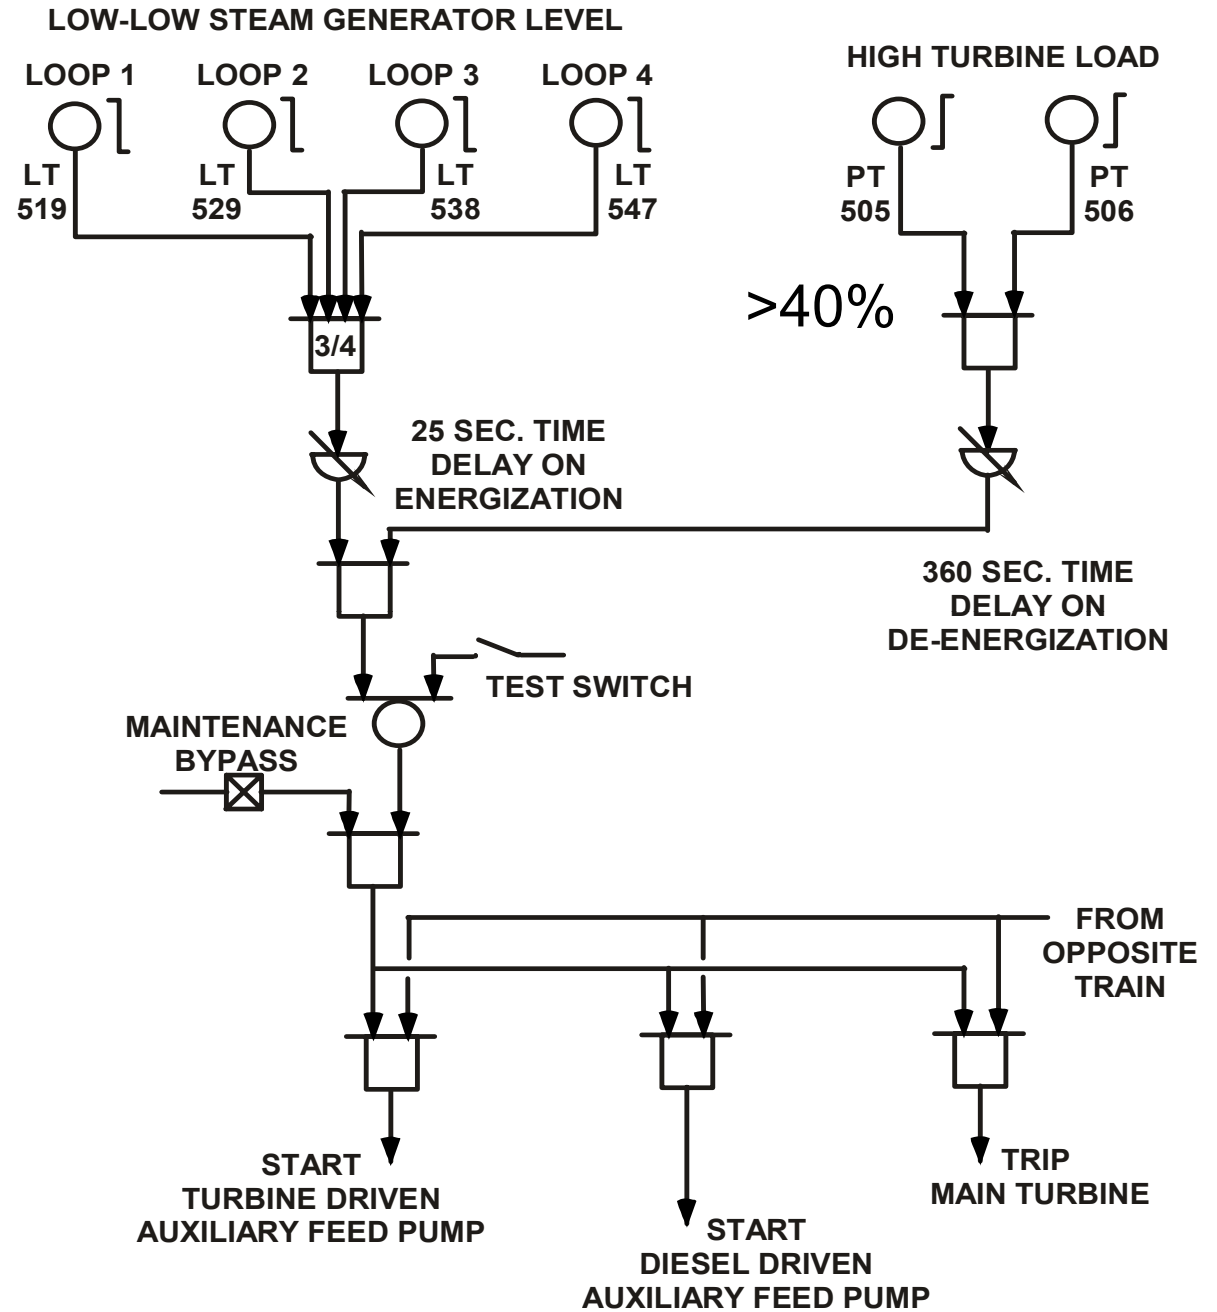 LOW-LOW STEAM GENERATOR LEVEL
HIGH TURBINE LOAD
LOOP 1
LOOP 2
LOOP 3
LOOP 4
LT
519
LT
529
LT
538
LT
547
PT
505
PT
506
>40%
3/4
25 SEC. TIME
DELAY ON
ENERGIZATION
360 SEC. TIME
DELAY ON
DE-ENERGIZATION
TEST SWITCH
MAINTENANCE
BYPASS
FROM
OPPOSITE
TRAIN
START
TURBINE DRIVEN
AUXILIARY FEED PUMP
START
DIESEL DRIVEN
AUXILIARY FEED PUMP
TRIP
MAIN TURBINE